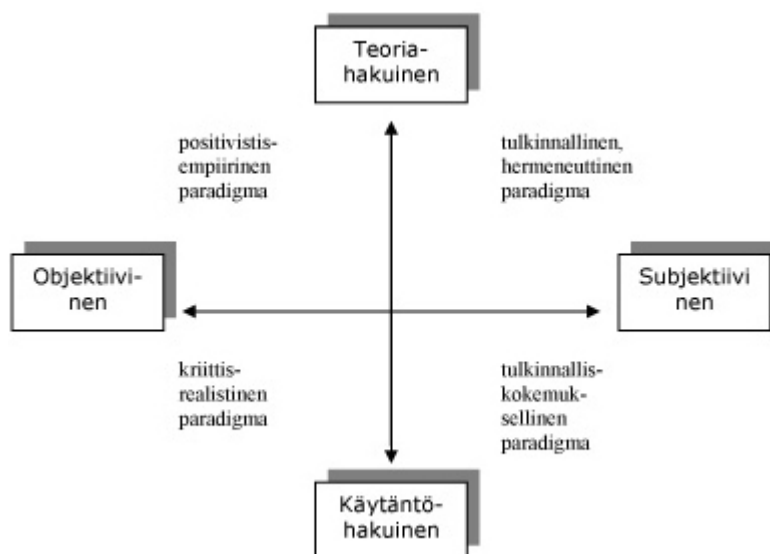 Teoria-
hakuinen
positivistis-
empiirinen
paradigma
tulkinnallinen,
hermeneuttinen
paradigma
Objektiivi-
nen
Subjektiivi
nen
kriittis-
realistinen
paradigma
tulkinnallis-
kokemuk-
sellinen
paradigma
Käytäntö-
hakuinen